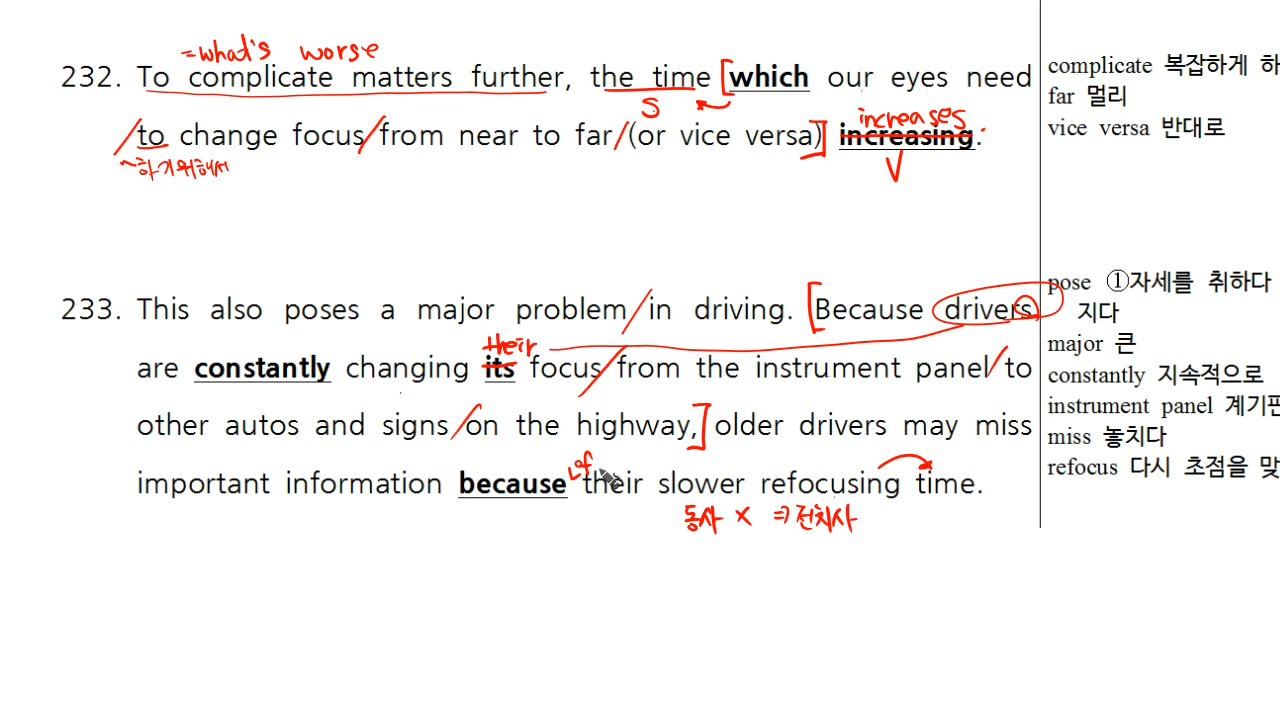 =what's worse
232. To complicate matters further, the time which our eyes need
S
increases
to change focus from near to far (or vice versa) increasing.
~하기위해서
V
complicate 복잡하게 하
far 멀리
vice versa 반대로
233. This also poses a major problem in driving. Because drivers,
their
are constantly changing its focus from the instrument panel to
other autos and signs on the highway, older drivers may miss
of
important information because their slower refocusing time.
동사 X ⇒전치사
pose ①자세를 취하다
지다
major 큰
constantly 지속적으로
instrument panel 계기판
miss 놓치다
refocus 다시 초점을 맞